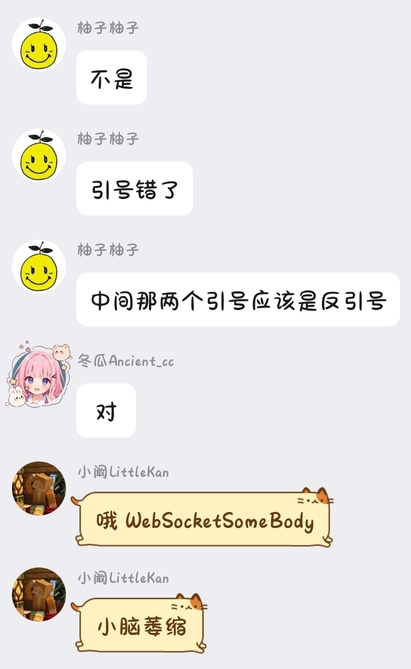 柚子柚子
不是
柚子柚子
引号错了
柚子柚子
中间那两个引号应该是反引号
冬瓜Ancient_cc
对
小阚LittleKan
哦 WebSocketSomeBody
小阚LittleKan
小脑萎缩